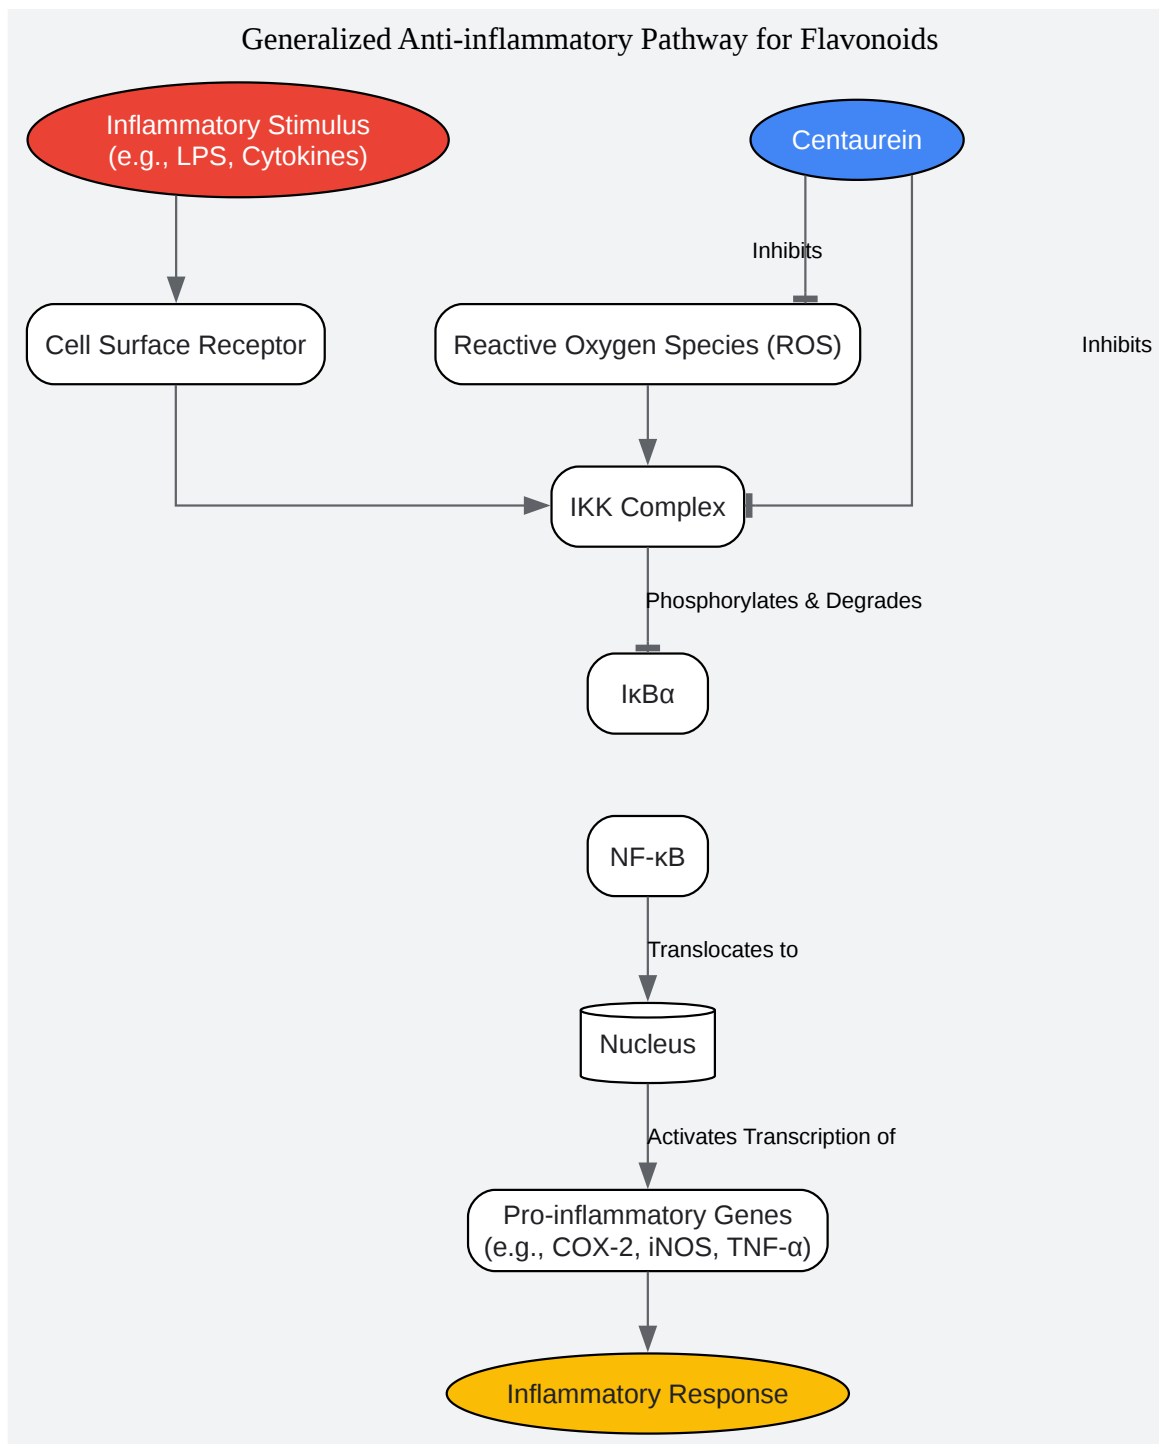 Generalized Anti-inflammatory Pathway for Flavonoids
Inflammatory Stimulus
(e.g., LPS, Cytokines)
Centaurein
Inhibits
Cell Surface Receptor
Reactive Oxygen Species (ROS)
Inhibits
IKK Complex
Phosphorylates & Degrades
IκBα
NF-κB
Translocates to
Nucleus
Activates Transcription of
Pro-inflammatory Genes
(e.g., COX-2, iNOS, TNF-α)
Inflammatory Response